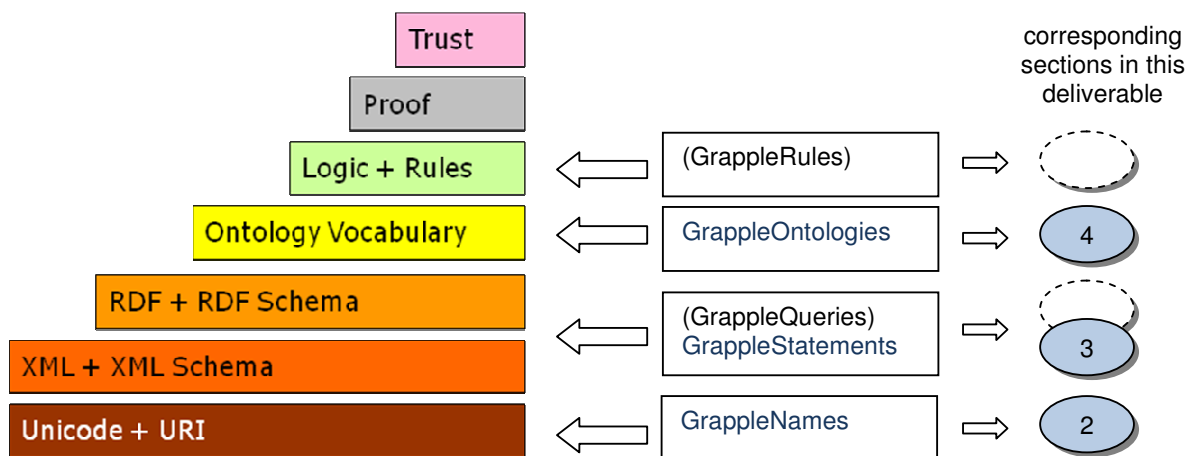 Trust
corresponding
sections in this
deliverable
Proof
Logic + Rules
(GrappleRules)
Ontology Vocabulary
GrappleOntologies
4
RDF + RDF Schema
(GrappleQueries)
GrappleStatements
3
XML + XML Schema
Unicode + URI
GrappleNames
2